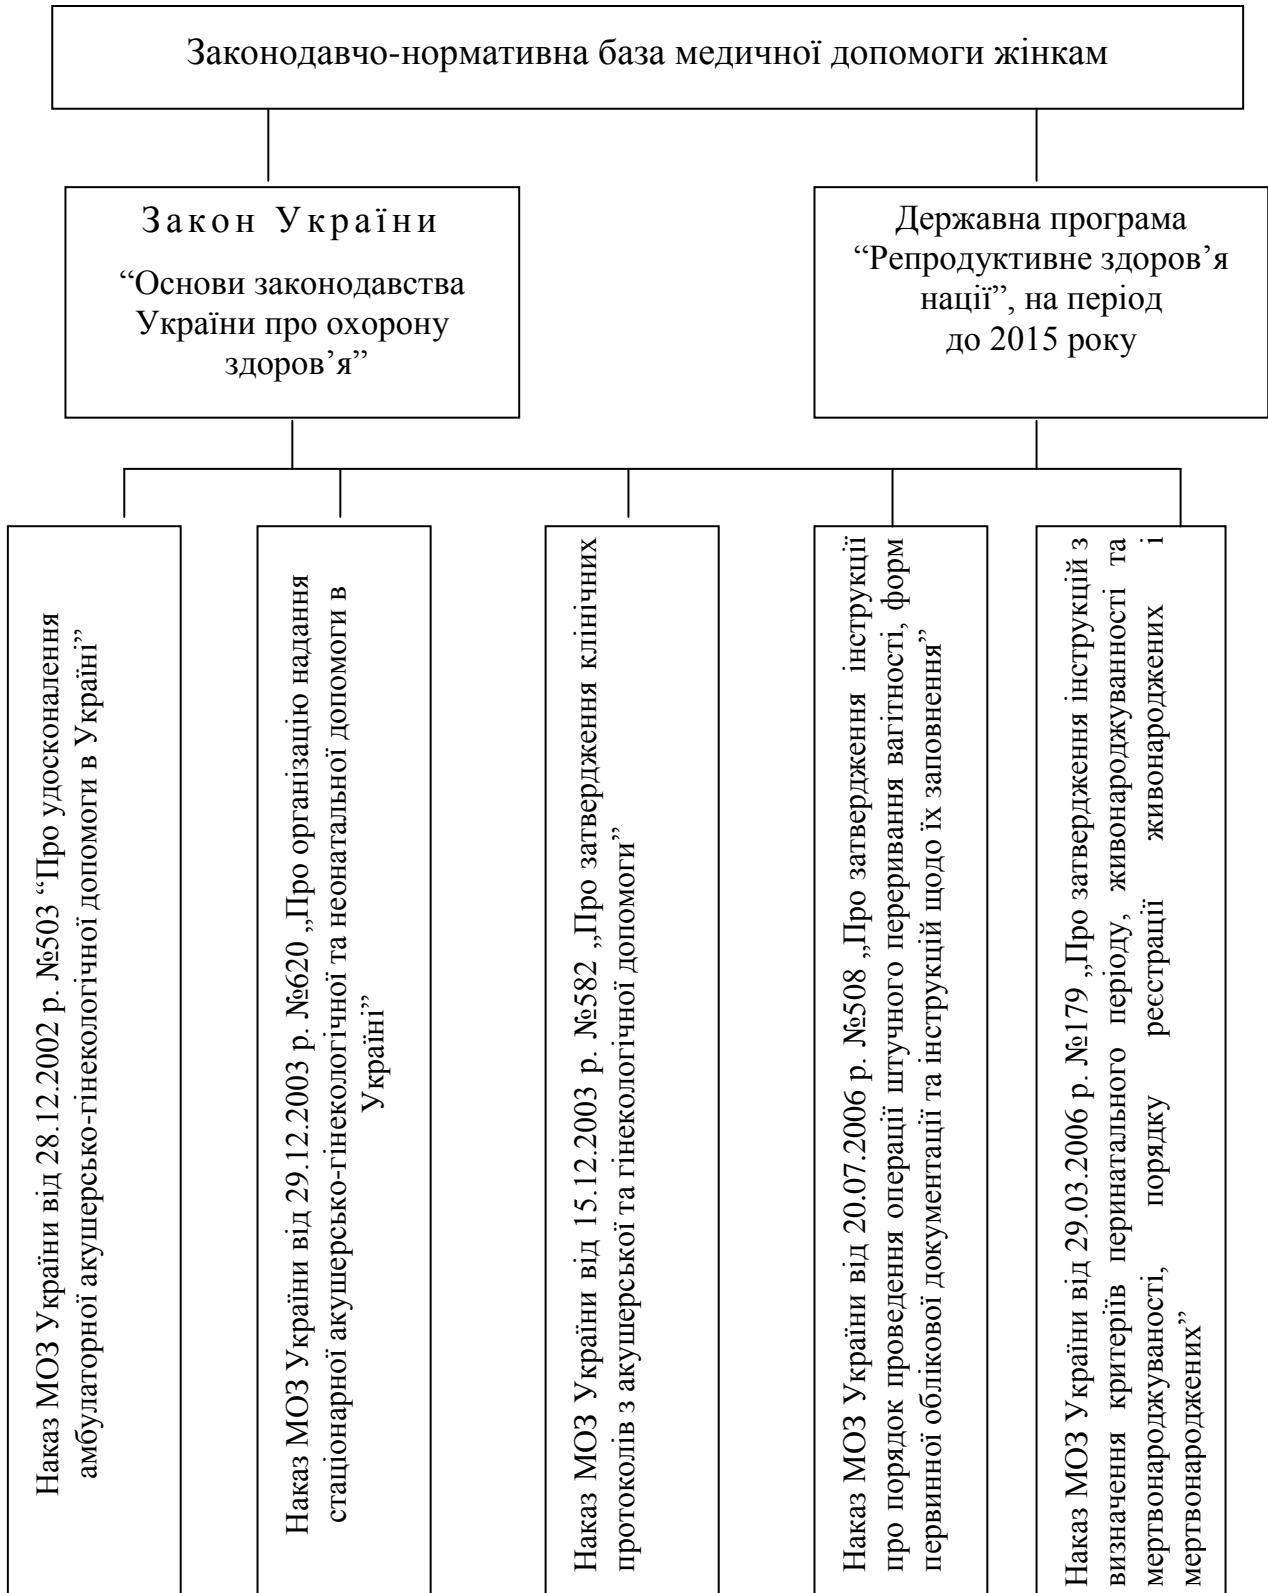 Законодавчо-нормативна база медичної допомоги жінкам
Закон України
“Основи законодавства
України про охорону
здоров’я”
Державна програма
“Репродуктивне здоров’я
нації”, на період
до 2015 року
Наказ МОЗ України від 28.12.2002 р. №503 “Про удосконалення
амбулаторної акушерсько-гінекологічної допомоги в Україні”
Наказ МОЗ України від 29.12.2003 р. №620 „Про організацію надання
стаціонарної акушерсько-гінекологічної та неонатальної допомоги в
Україні”
Наказ МОЗ України від 15.12.2003 р. №582 „Про затвердження клінічних
протоколів з акушерської та гінекологічної допомоги”
Наказ МОЗ України від 20.07.2006 р. №508 „Про затвердження інструкції
про порядок проведення операції штучного переривання вагітності, форм
первинної облікової документації та інструкцій щодо їх заповнення”
Наказ МОЗ України від 29.03.2006 р. №179 „Про затвердження інструкцій з
визначення критеріїв перинатального періоду, живонароджуванності та
мертвонароджуваності, порядку реєстрації живонароджених і
мертвонароджених”